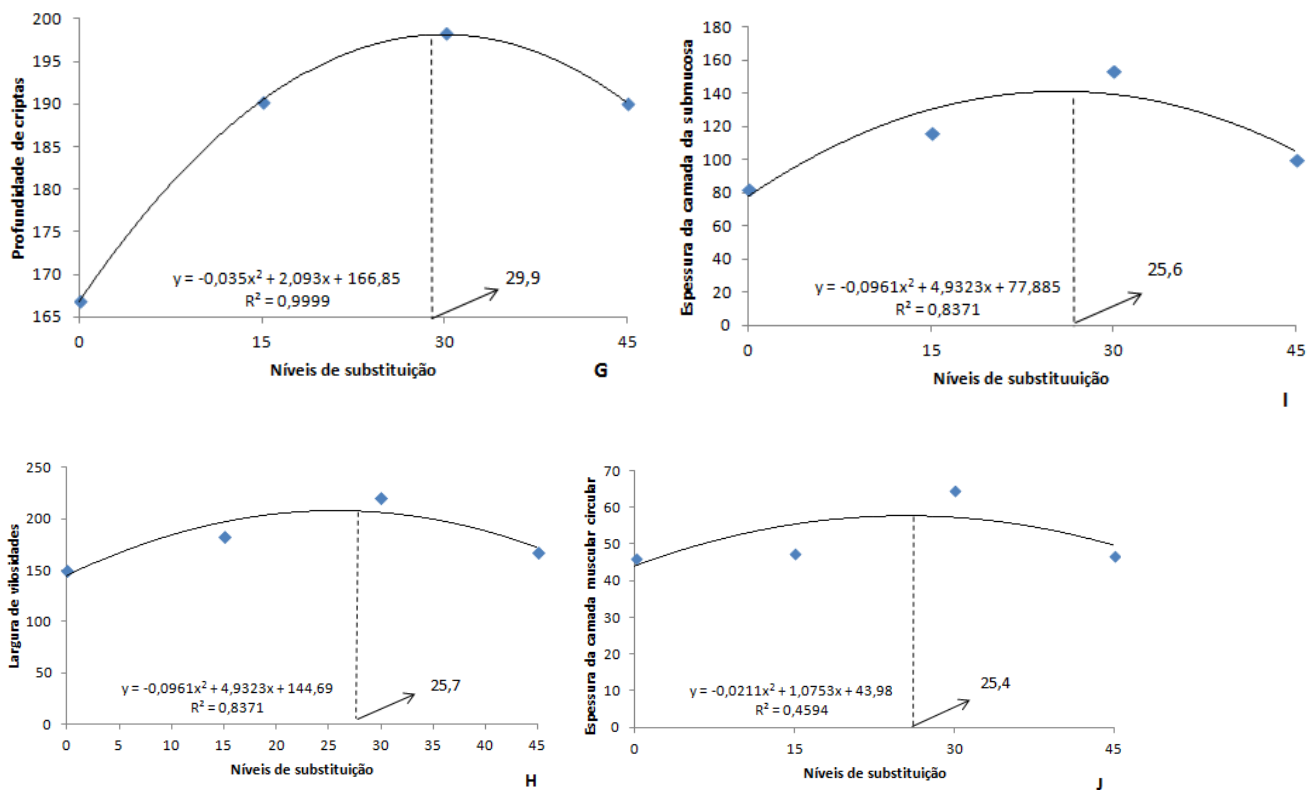 Profundidade de criptas
200
195
190
185
180
175
170
165
0
15
30
45
y = -0,035x² + 2,093x + 166,85
R² = 0,9999
29,9
Níveis de substituição
G
Espessura da camada da submucosa
180
160
140
120
100
80
60
40
20
0
0
15
30
45
y = -0,0961x² + 4,9323x + 77,885
R² = 0,8371
25,6
Níveis de substituuição
I
Largura de vilosidades
250
200
150
100
50
0
0
5
10
15
20
25
30
35
40
45
y = -0,0961x² + 4,9323x + 144,69
R² = 0,8371
25,7
Níveis de substituição
H
Espessura da camada muscular circular
70
60
50
40
30
20
10
0
0
15
30
45
y = -0,0211x² + 1,0753x + 43,98
R² = 0,4594
25,4
Níveis de substituição
J